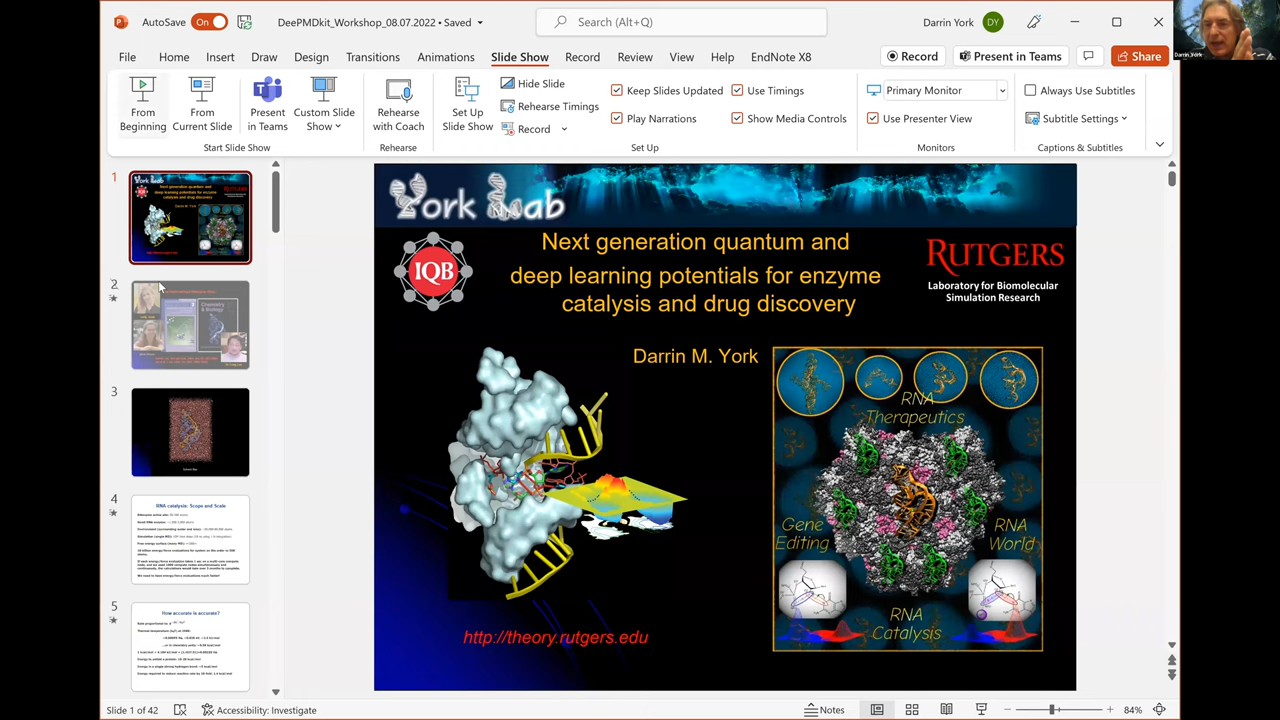 AutoSave
On
DeePMDkit_Workshop_08.07.2022 • Saved
Search (Alt+Q)
Darrin York
DY
Darrin_York
File
Home
Insert
Draw
Design
Transitions
Animations
Slide Show
Record
Review
View
Help
EndNote X8
Record
Present in Teams
Share
From Beginning
From Current Slide
Present in Teams
Custom Slide Show
Rehearse with Coach
Set Up Slide Show
Hide Slide
Rehearse Timings
Record
Keep Slides Updated
Play Narrations
Use Timings
Show Media Controls
Primary Monitor
Use Presenter View
Always Use Subtitles
Subtitle Settings
Start Slide Show
Rehearse
Set Up
Monitors
Captions & Subtitles
1
2
3
4
RNA catalysis: Scope and Scale
5
How accurate is accurate?
York Lab
IQB
Next generation quantum and
deep learning potentials for enzyme
catalysis and drug discovery
RUTGERS
Laboratory for Biomolecular
Simulation Research
Darrin M. York
RNA
Therapeutics
Gene
Editing
RNA
World
RNA
Catalysis
http://theory.rutgers.edu
Slide 1 of 42
Accessibility: Investigate
Notes
84%